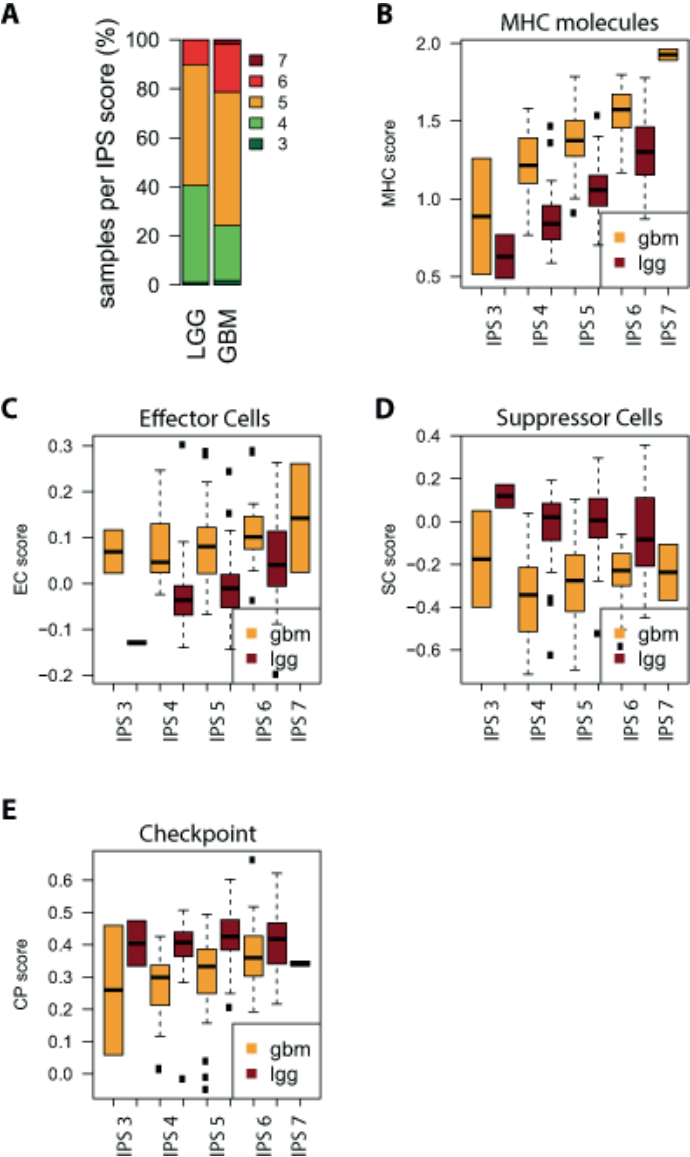 A
samples per IPS score (%)
100
80
60
40
20
0
7
6
5
4
3
LGG
GBM
B
MHC molecules
MHC score
2.0
1.5
1.0
0.5
gbm
lgg
IPS 3
IPS 4
IPS 5
IPS 6
IPS 7
C
Effector Cells
EC score
0.3
0.2
0.1
0.0
−0.1
−0.2
gbm
lgg
IPS 3
IPS 4
IPS 5
IPS 6
IPS 7
D
Suppressor Cells
SC score
0.4
0.2
0.0
−0.2
−0.4
−0.6
gbm
lgg
IPS 3
IPS 4
IPS 5
IPS 6
IPS 7
E
Checkpoint
CP score
0.6
0.5
0.4
0.3
0.2
0.1
0.0
gbm
lgg
IPS 3
IPS 4
IPS 5
IPS 6
IPS 7